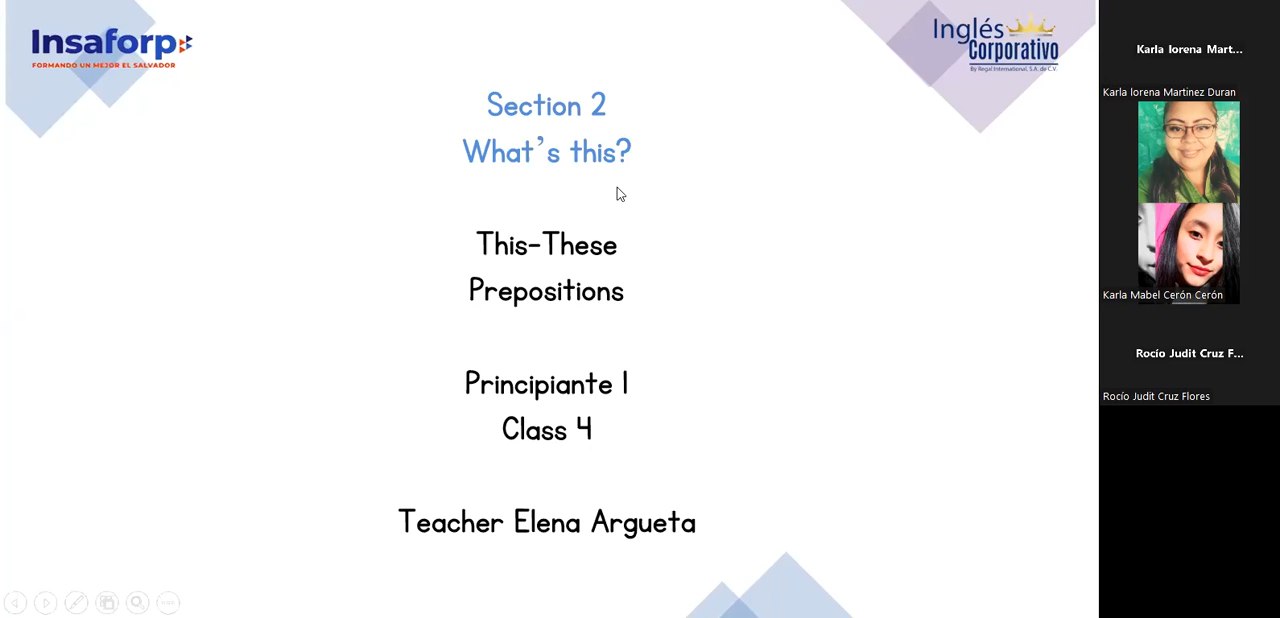 Insaforp
FORMANDO UN MEJOR EL SALVADOR
Inglés
Corporativo
By Regal International, S.A. de C.V.
Section 2
What's this?
This-These
Prepositions
Principiante 1
Class 4
Teacher Elena Argueta
Karla lorena Mart...
Karla lorena Martinez Duran
Karla Mabel Cerón Cerón
Rocío Judit Cruz F...
Rocío Judit Cruz Flores